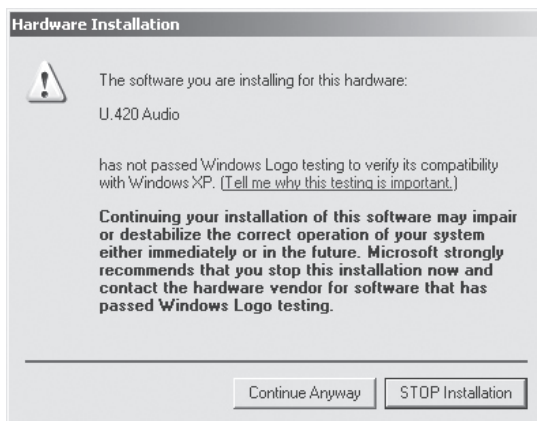 Hardware Installation
The software you are installing for this hardware:
U.420 Audio
has not passed Windows Logo testing to verify its compatibility
with Windows XP. (Tell me why this testing is important.)
Continuing your installation of this software may impair
or destabilize the correct operation of your system
either immediately or in the future. Microsoft strongly
recommends that you stop this installation now and
contact the hardware vendor for software that has
passed Windows Logo testing.
Continue Anyway
STOP Installation